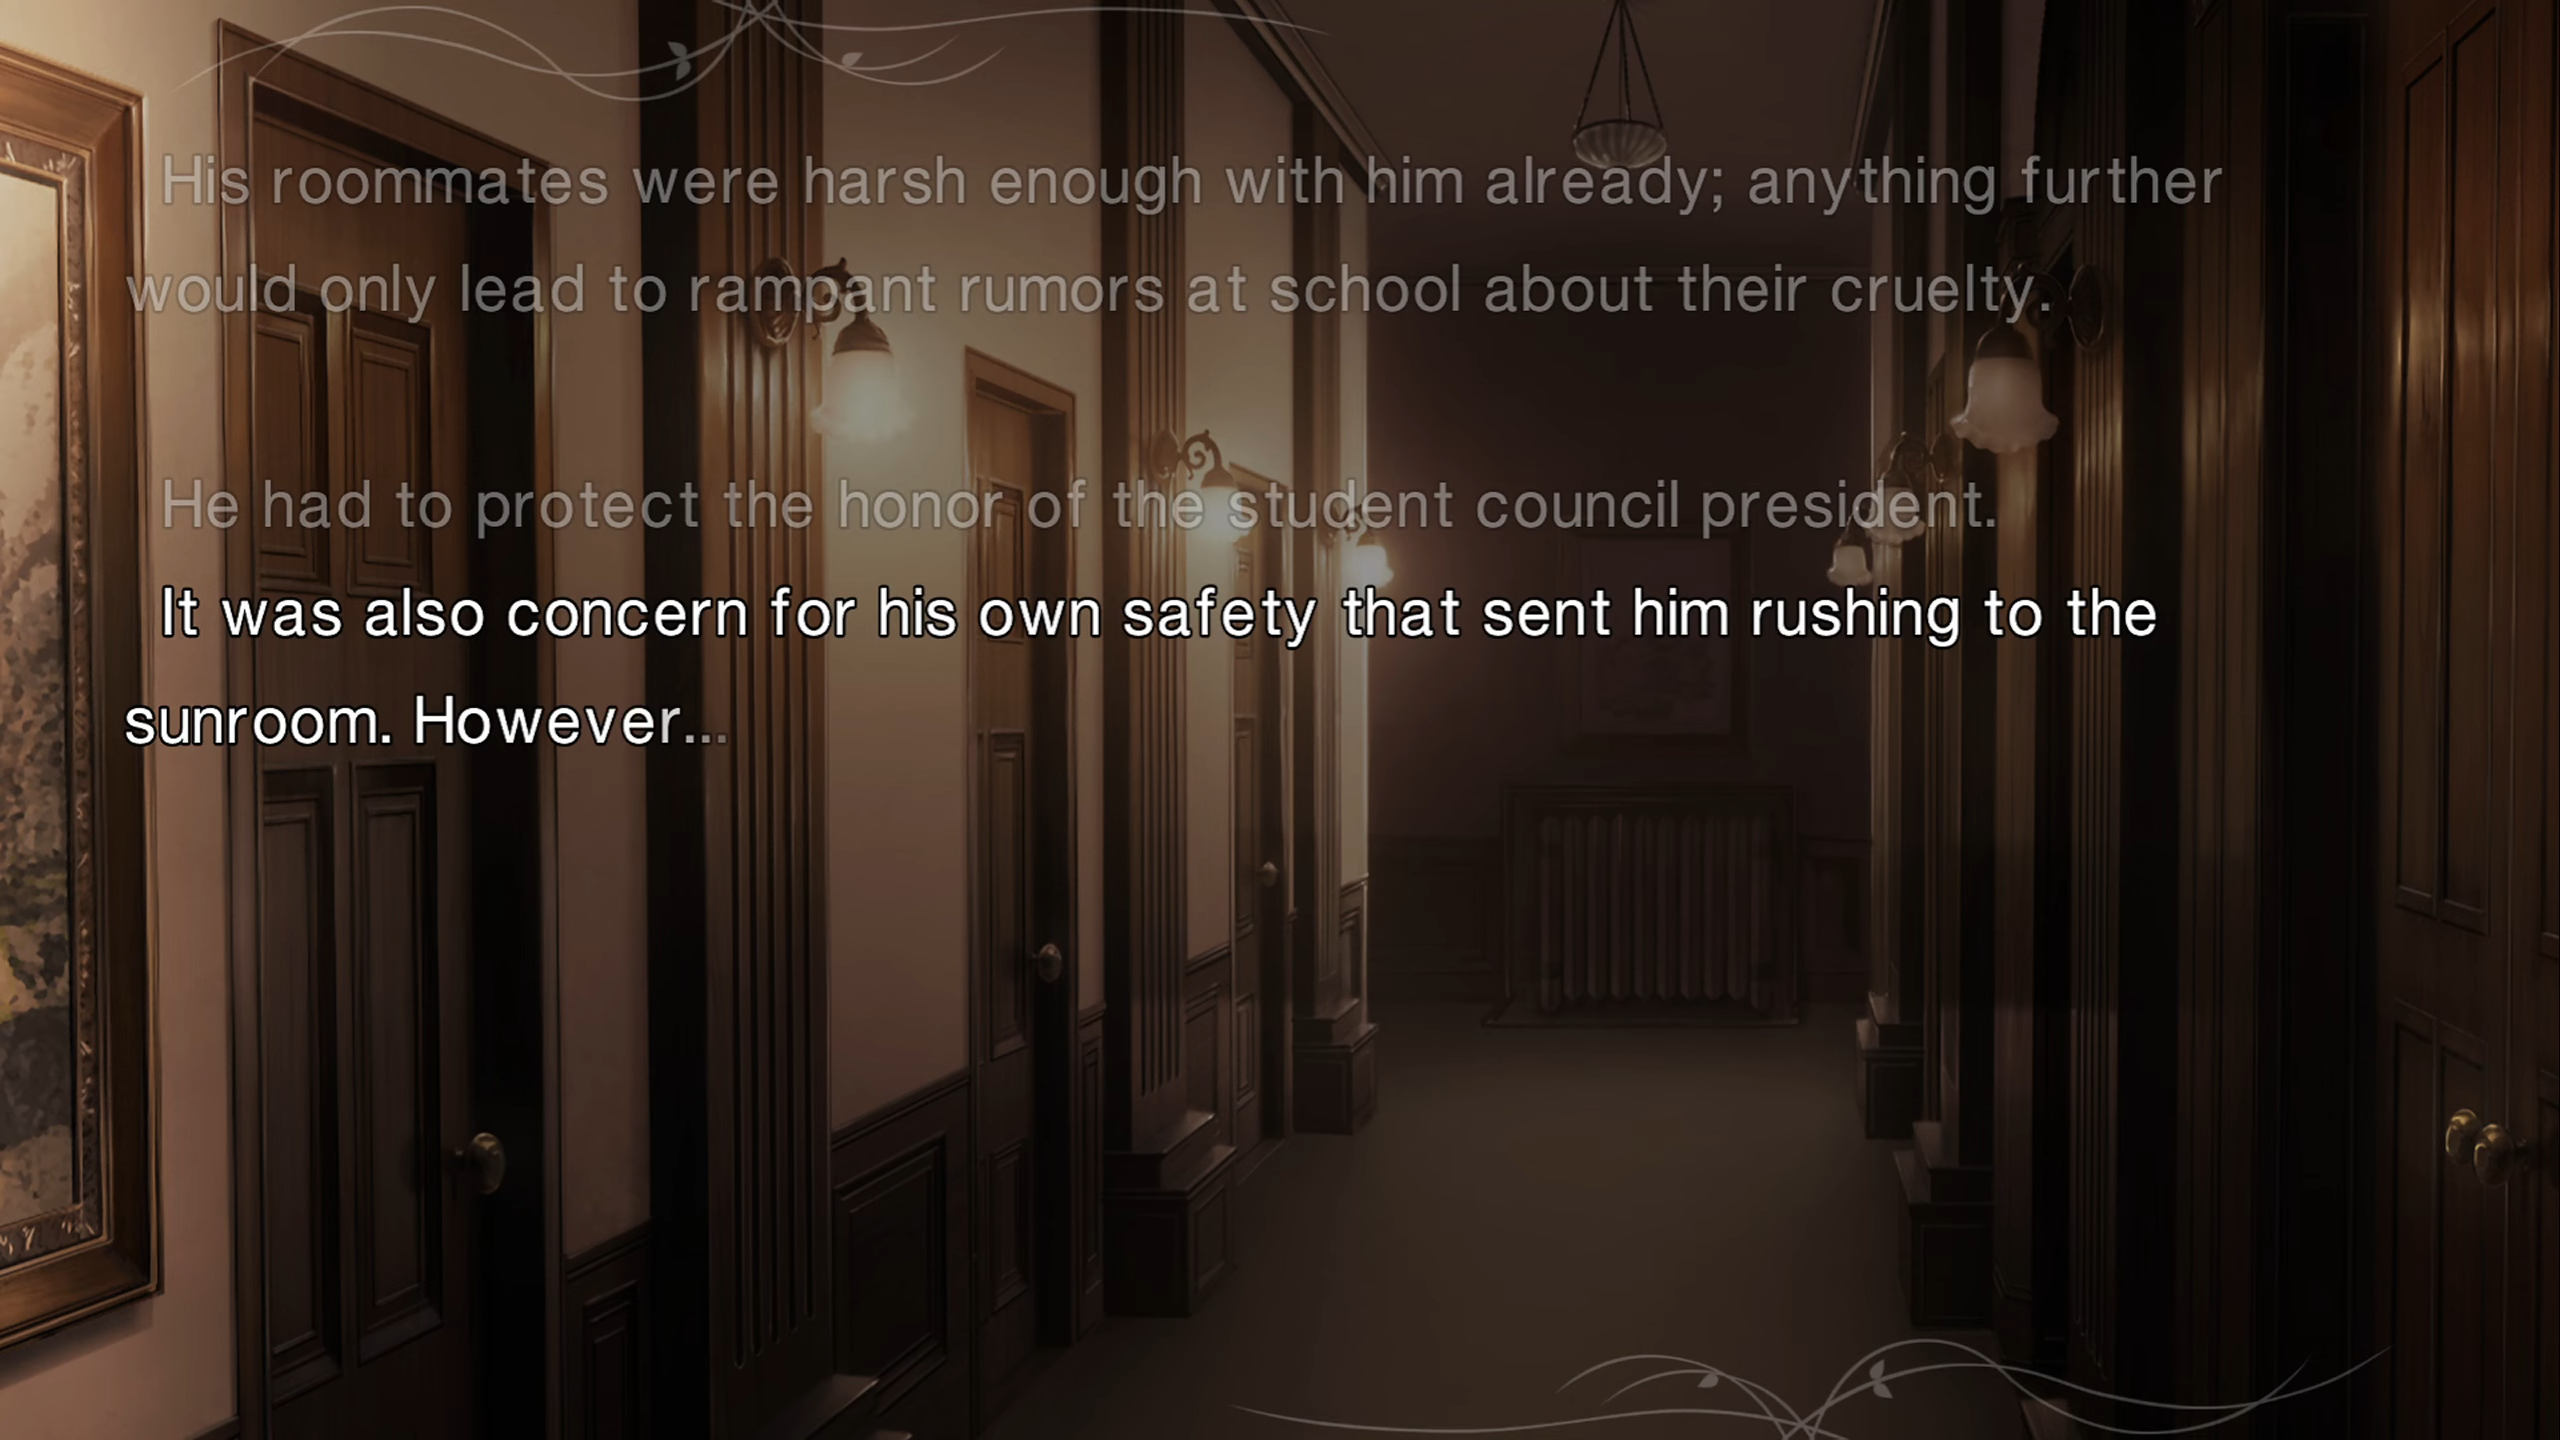 His roommates were harsh enough with him already; anything further
would only lead to rampant rumors at school about their cruelty.
He had to protect the honor of the student council president.
It was also concern for his own safety that sent him rushing to the
sunroom. However...